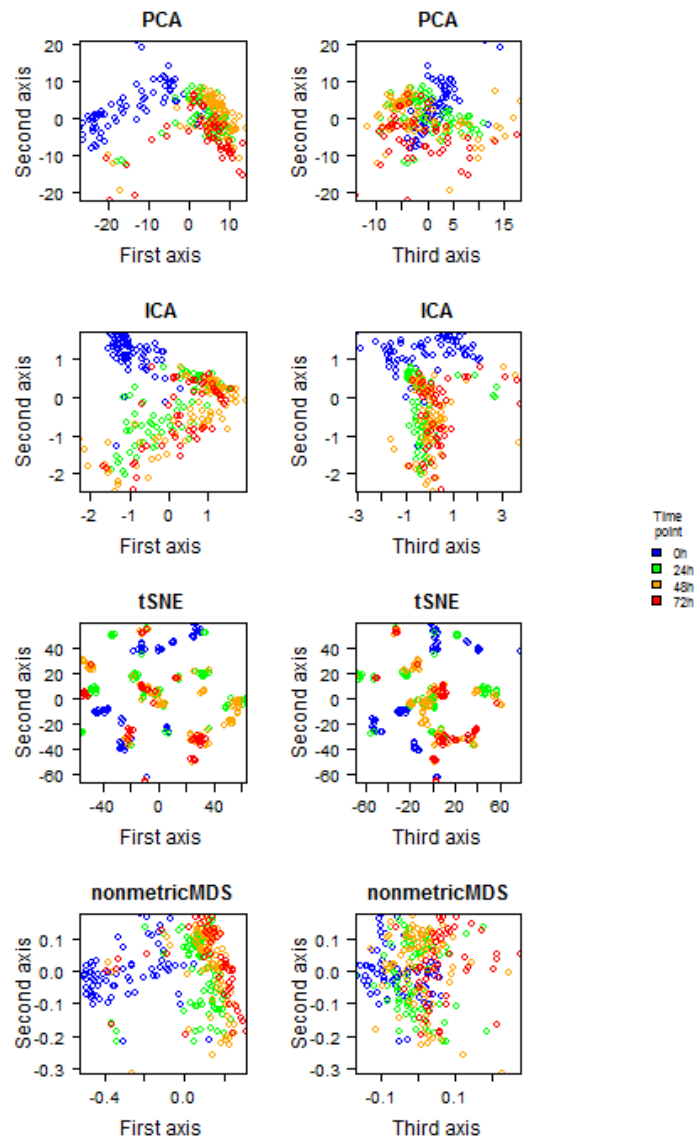 PCA PCA
20 20
10 10
0 0
-10 -10
-20 -20
Second axis Second axis
-20 -10 0 10 -10 0 5 15
First axis Third axis
ICA ICA
1 1
0 0
-1 -1
-2 -2
Second axis Second axis
-2 -1 0 1 -3 -1 1 3
First axis Third axis
Time
point
0h
24h
48h
72h
tSNE tSNE
40 40
20 20
0 0
-20 -20
-40 -40
-60 -60
Second axis Second axis
-40 0 20 40 60 -60 -20 20 60
First axis Third axis
nonmetricMDS nonmetricMDS
0.1 0.1
0.0 0.0
-0.1 -0.1
-0.2 -0.2
-0.3 -0.3
Second axis Second axis
-0.4 0.0 -0.1 0.1
First axis Third axis